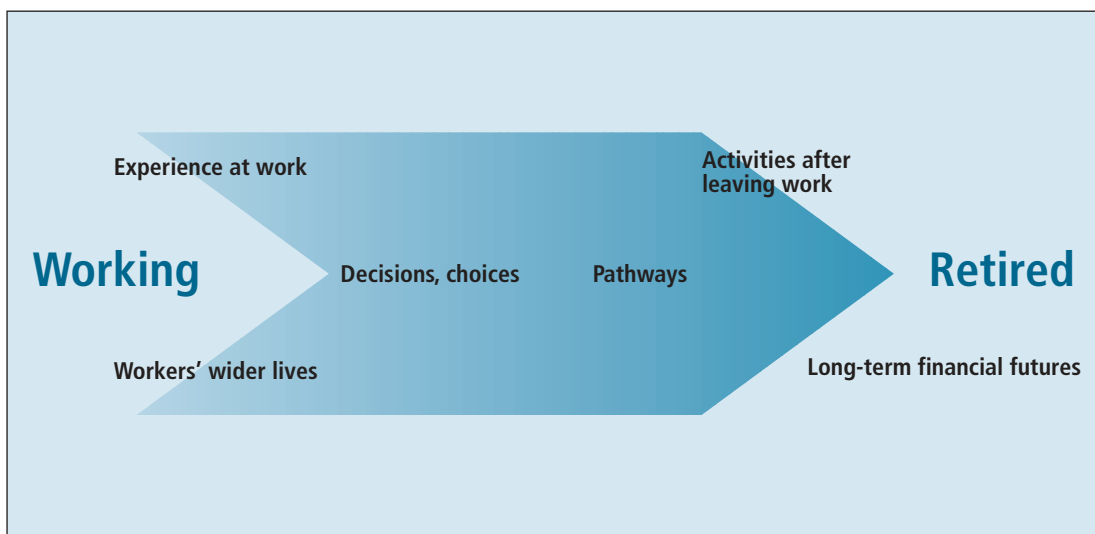 Experience at work
Activities after
leaving work
Working
Decisions, choices
Pathways
Retired
Workers’ wider lives
Long-term financial futures